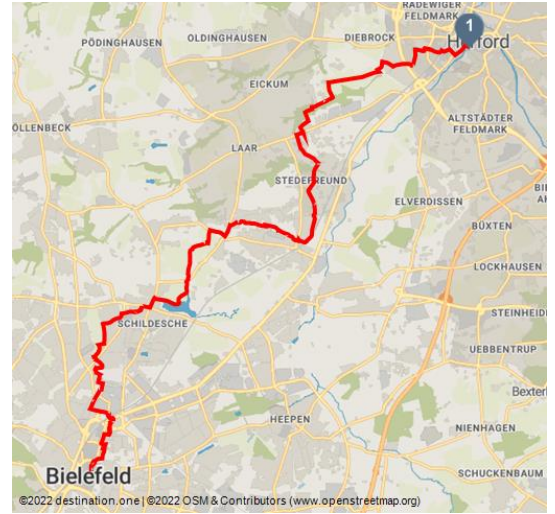 RADEWIGER
FELDMARK
1
PÖDINGHAUSEN
OLDINGHAUSEN
DIEBROCK
EICKUM
ALTSTÄDTER
FELDMARK
LAAR
STEDEFREUND
ELVERDISSEN
BÜXTEN
LOCKHAUSEN
STEINHEIDE
SCHILDESCHE
UEBBENTRUP
HEEPEN
NIENHAGEN
Bielefeld
SCHUCKENBAUM
©2022 destination.one | ©2022 OSM & Contributors (www.openstreetmap.org)